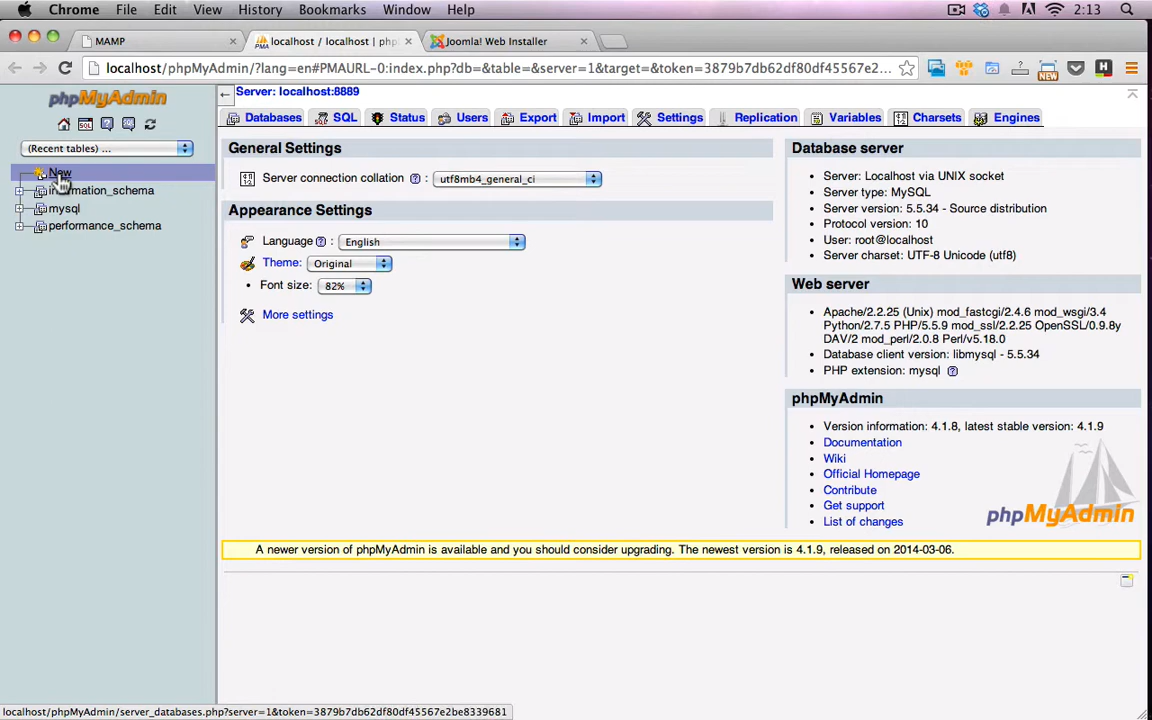 Chrome File Edit View History Bookmarks Window Help 2:13
MAMP
localhost / localhost | php
Joomla! Web Installer
localhost/phpMyAdmin/?lang=en#PMAURL-0:index.php?db=&table=&server=1&target=&token=3879b7db62df80df45567e2...
phpMyAdmin
(Recent tables) ...
New
information_schema
mysql
performance_schema
Server: localhost:8889
Databases SQL Status Users Export Import Settings Replication Variables Charsets Engines
General Settings
Server connection collation : utf8mb4_general_ci
Appearance Settings
Language : English
Theme: Original
• Font size: 82%
More settings
Database server
• Server: Localhost via UNIX socket
• Server type: MySQL
• Server version: 5.5.34 - Source distribution
• Protocol version: 10
• User: root@localhost
• Server charset: UTF-8 Unicode (utf8)
Web server
• Apache/2.2.25 (Unix) mod_fastcgi/2.4.6 mod_wsgi/3.4
Python/2.7.5 PHP/5.5.9 mod_ssl/2.2.25 OpenSSL/0.9.8y
DAV/2 mod_perl/2.0.8 Perl/v5.18.0
• Database client version: libmysql - 5.5.34
• PHP extension: mysql
phpMyAdmin
• Version information: 4.1.8, latest stable version: 4.1.9
• Documentation
• Wiki
• Official Homepage
• Contribute
• Get support
• List of changes
phpMyAdmin
A newer version of phpMyAdmin is available and you should consider upgrading. The newest version is 4.1.9, released on 2014-03-06.
localhost/phpMyAdmin/server_databases.php?server=1&token=3879b7db62df80df45567e2be8339681